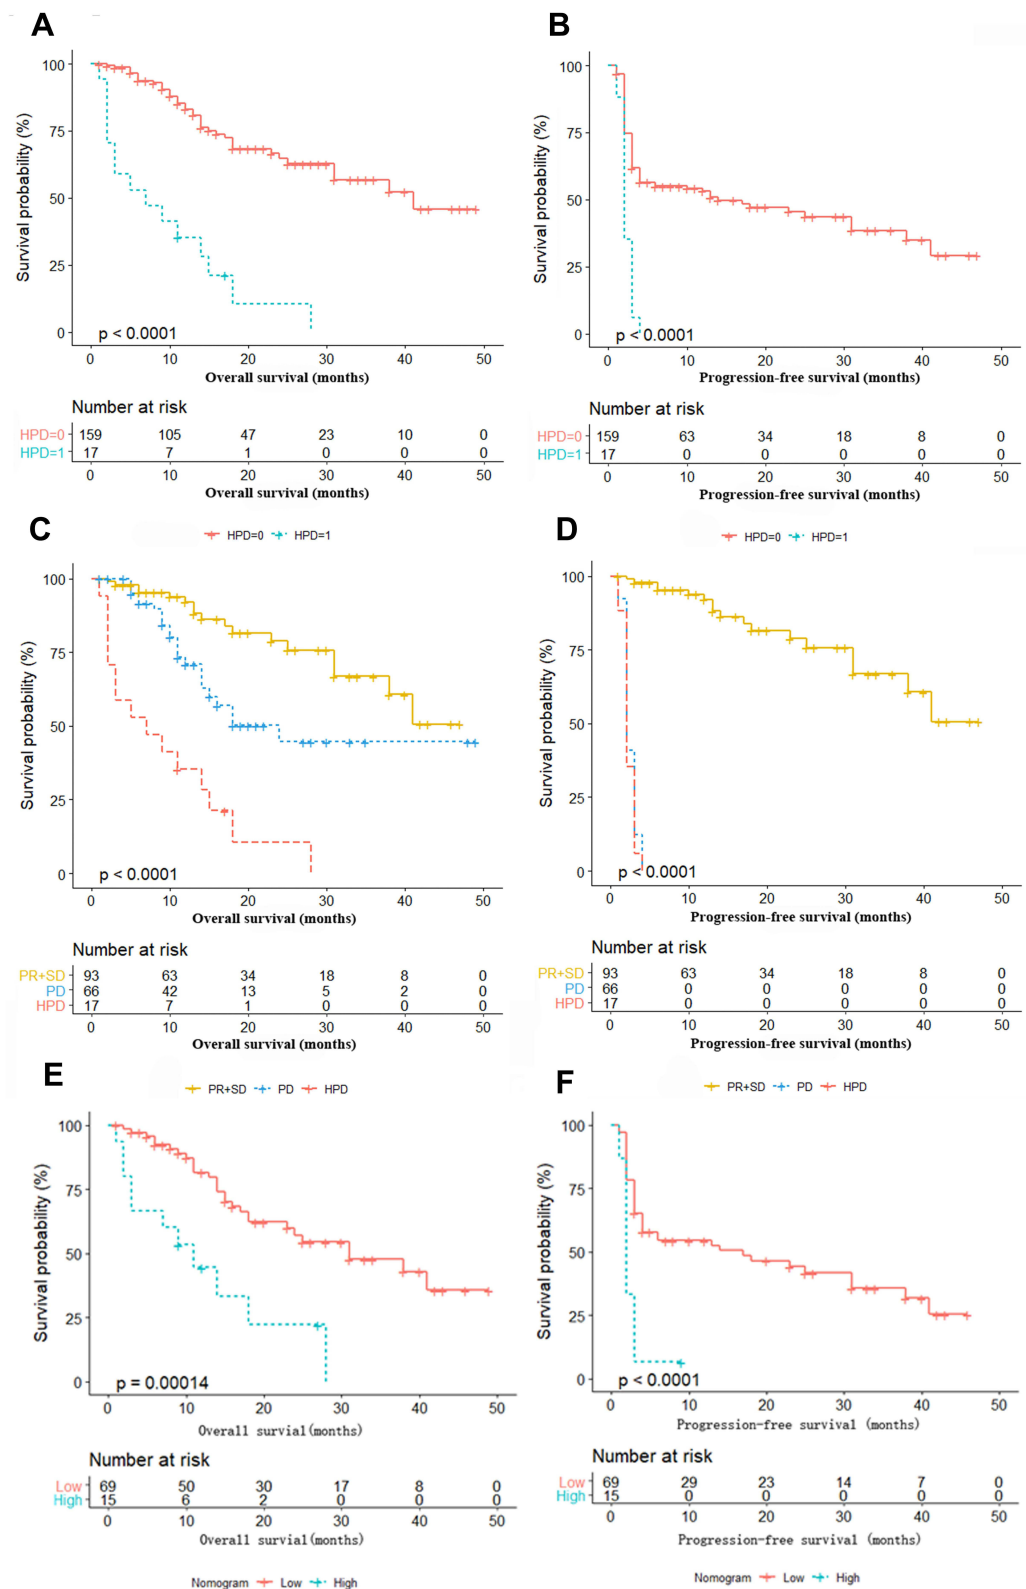 A
Survival probability (%)
100
75
50
25
0
p < 0.0001
0 10 20 30 40 50
Overall survival (months)
Number at risk
HPD=0 159 105 47 23 10 0
HPD=1 17 7 1 0 0 0
0 10 20 30 40 50
Overall survival (months)
HPD=0 HPD=1
B
Survival probability (%)
100
75
50
25
0
p < 0.0001
0 10 20 30 40 50
Progression-free survival (months)
Number at risk
HPD=0 159 63 34 18 8 0
HPD=1 17 0 0 0 0 0
0 10 20 30 40 50
Progression-free survival (months)
HPD=0 HPD=1
C
Survival probability (%)
100
75
50
25
0
p < 0.0001
0 10 20 30 40 50
Overall survival (months)
Number at risk
PR+SD 93 63 34 18 8 0
PD 66 42 13 5 2 0
HPD 17 7 1 0 0 0
0 10 20 30 40 50
Overall survival (months)
PR+SD PD HPD
D
Survival probability (%)
100
75
50
25
0
p < 0.0001
0 10 20 30 40 50
Progression-free survival (months)
Number at risk
PR+SD 93 63 34 18 8 0
PD 66 0 0 0 0 0
HPD 17 0 0 0 0 0
0 10 20 30 40 50
Progression-free survival (months)
PR+SD PD HPD
E
Survival probability (%)
100
75
50
25
0
p = 0.00014
0 10 20 30 40 50
Overall survial(months)
Number at risk
Low 69 50 30 17 8 0
High 15 6 2 0 0 0
0 10 20 30 40 50
Overall survial(months)
Nomogram Low High
F
Survival probability (%)
100
75
50
25
0
p < 0.0001
0 10 20 30 40 50
Progression-free survival (months)
Number at risk
Low 69 29 23 14 7 0
High 15 0 0 0 0 0
0 10 20 30 40 50
Progression-free survival (months)
Nomogram Low High